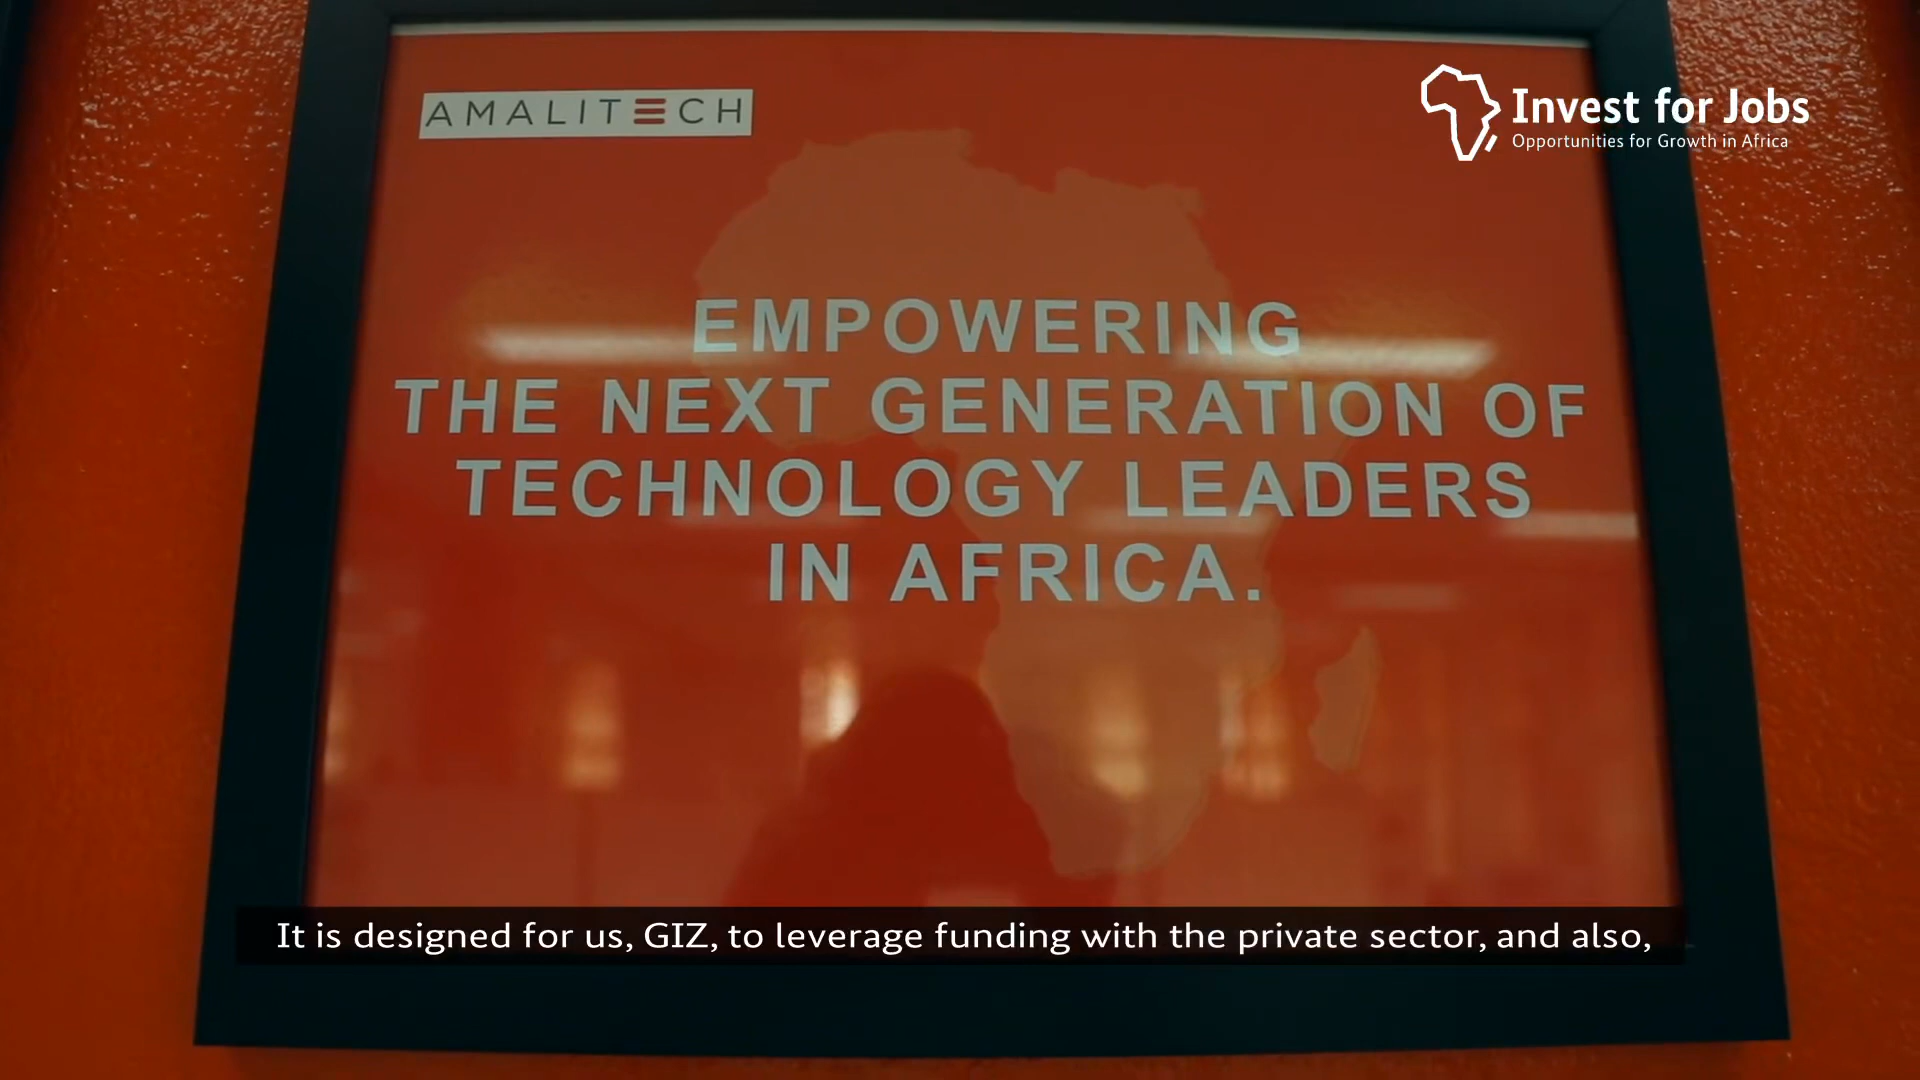 AMALITECH
Invest for Jobs
Opportunities for Growth in Africa
EMPOWERING
THE NEXT GENERATION OF
TECHNOLOGY LEADERS
IN AFRICA.
It is designed for us, GIZ, to leverage funding with the private sector, and also,